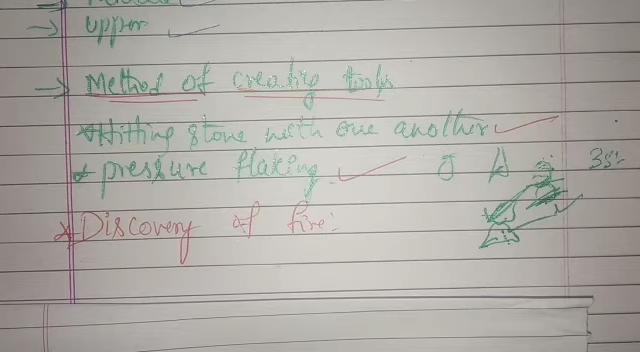 → Upper
→ Method of creating tools
*Hitting stone with one another
* pressure flaking
* Discovery of fire: